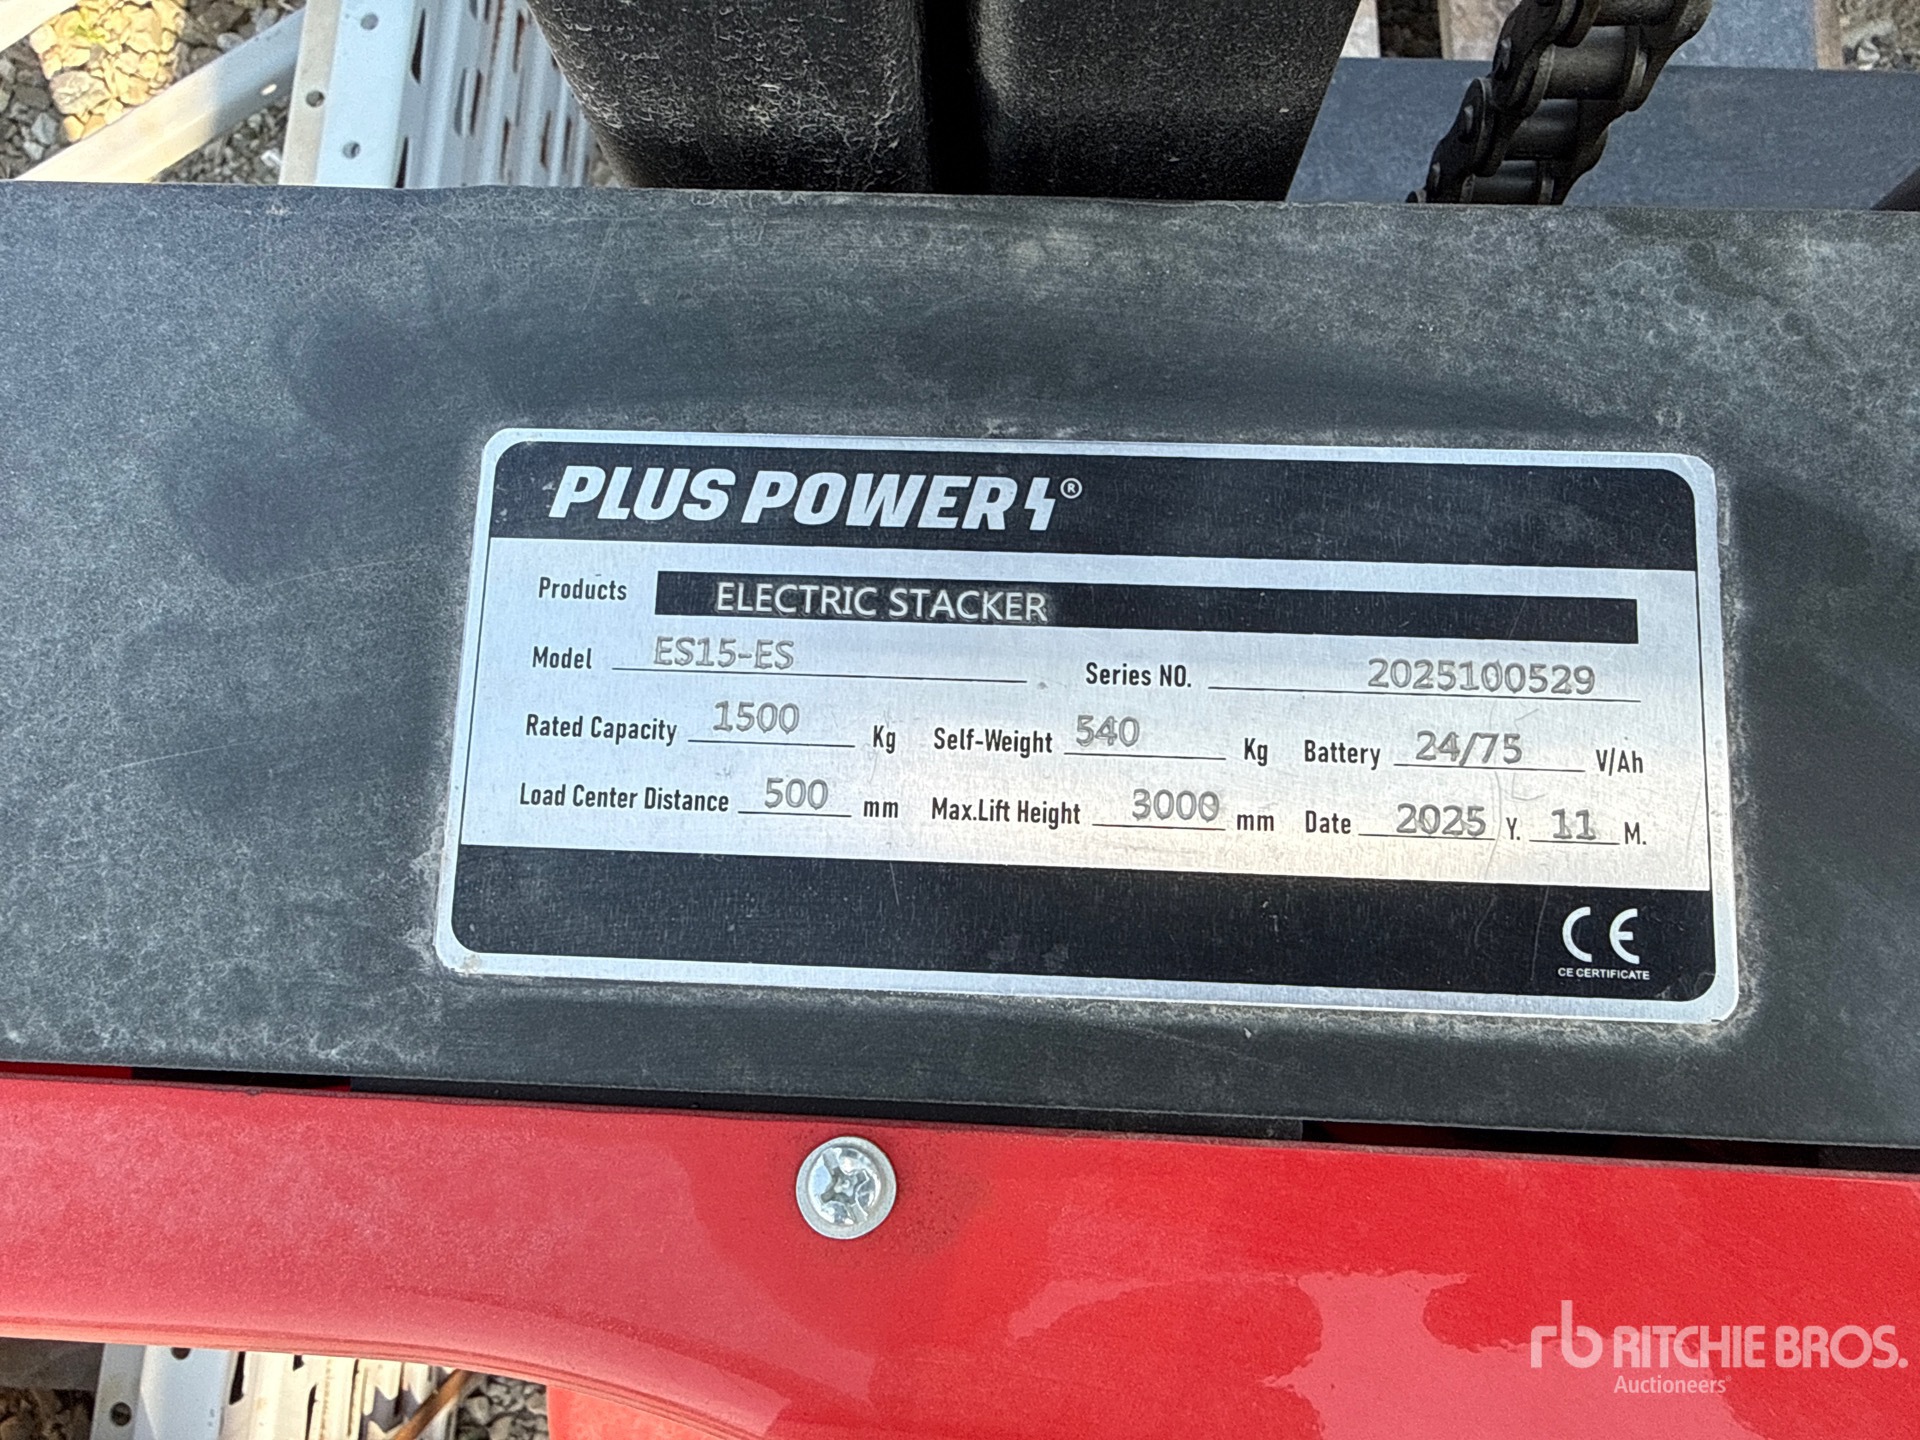 PLUS POWER®
Products ELECTRIC STACKER
Model ES15-ES Series NO. 2025100529
Rated Capacity 1500 Kg Self-Weight 540 Kg Battery 24/75 V/Ah
Load Center Distance 500 mm Max.Lift Height 3000 mm Date 2025 Y. 11 M.
CE
CE CERTIFICATE
rb RITCHIE BROS.
Auctioneers